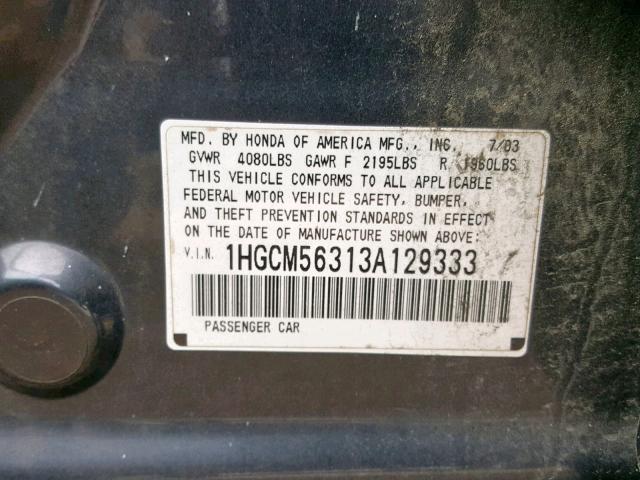 MFD. BY HONDA OF AMERICA MFG., INC. 7/03
GVWR 4080LBS GAWR F 2195LBS R 1960LBS
THIS VEHICLE CONFORMS TO ALL APPLICABLE
FEDERAL MOTOR VEHICLE SAFETY, BUMPER,
AND THEFT PREVENTION STANDARDS IN EFFECT
ON THE DATE OF MANUFACTURE SHOWN ABOVE:
V.I.N. 1HGCM56313A129333
PASSENGER CAR